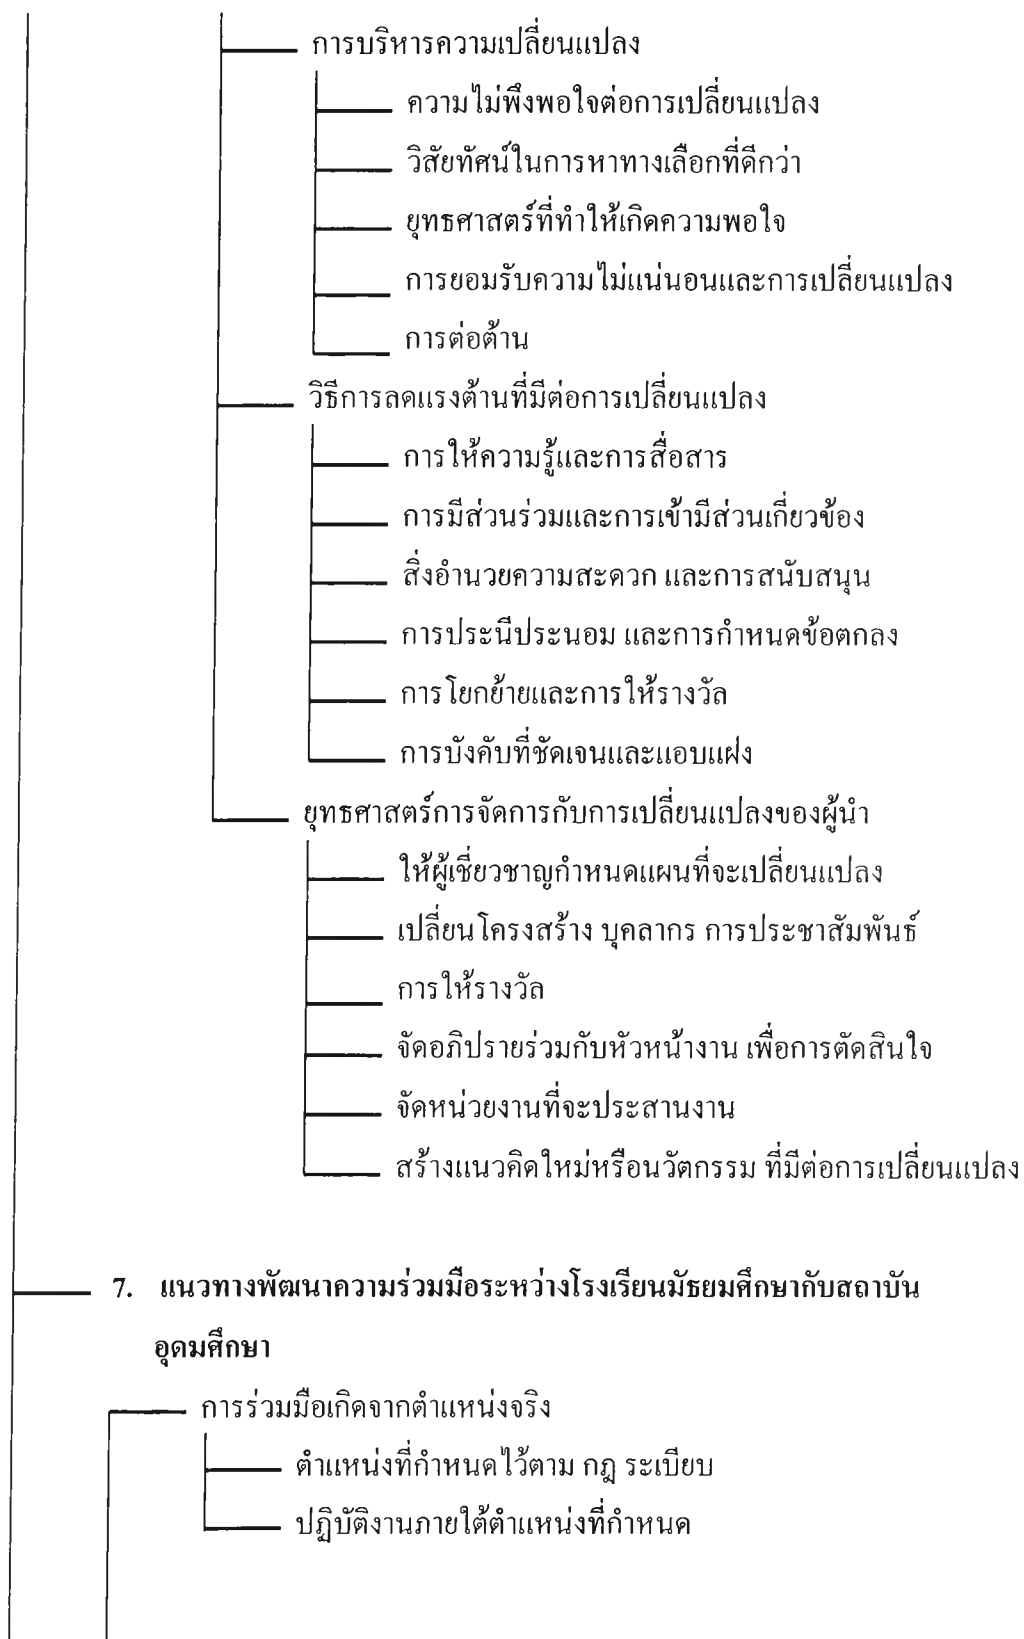 การบริหารความเปลี่ยนแปลง
ความไม่พึงพอใจต่อการเปลี่ยนแปลง
วิสัยทัศน์ในการหาทางเลือกที่ดีกว่า
ยุทธศาสตร์ที่ทำให้เกิดความพอใจ
การยอมรับความไม่แน่นอนและการเปลี่ยนแปลง
การต่อต้าน
วิธีการลดแรงต้านที่มีต่อการเปลี่ยนแปลง
การให้ความรู้และการสื่อสาร
การมีส่วนร่วมและการเข้ามีส่วนเกี่ยวข้อง
สิ่งอำนวยความสะดวก และการสนับสนุน
การประนีประนอม และการกำหนดข้อตกลง
การโยกย้ายและการให้รางวัล
การบังคับที่ชัดเจนและแอบแฝง
ยุทธศาสตร์การจัดการกับการเปลี่ยนแปลงของผู้นำ
ให้ผู้เชี่ยวชาญกำหนดแผนที่จะเปลี่ยนแปลง
เปลี่ยนโครงสร้าง บุคลากร การประชาสัมพันธ์
การให้รางวัล
จัดอภิปรายร่วมกับหัวหน้างาน เพื่อการตัดสินใจ
จัดหน่วยงานที่จะประสานงาน
สร้างแนวคิดใหม่หรือนวัตกรรม ที่มีต่อการเปลี่ยนแปลง
7. แนวทางพัฒนาความร่วมมือระหว่างโรงเรียนมัธยมศึกษากับสถาบัน
อุดมศึกษา
การร่วมมือเกิดจากตำแหน่งจริง
ตำแหน่งที่กำหนดไว้ตาม กฎ ระเบียบ
ปฏิบัติงานภายใต้ตำแหน่งที่กำหนด